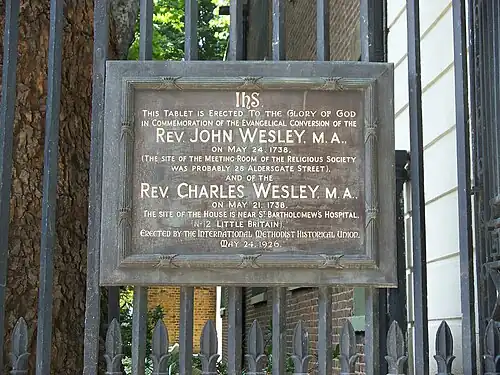 IhS.
THIS TABLET IS ERECTED TO THE GLORY OF GOD
IN COMMEMORATION OF THE EVANGELICAL CONVERSION OF THE
REV. JOHN WESLEY, M.A.,
ON MAY 24, 1738.
(THE SITE OF THE MEETING ROOM OF THE RELIGIOUS SOCIETY
WAS PROBABLY 28 ALDERSGATE STREET).
AND OF THE
REV. CHARLES WESLEY, M.A.,
ON MAY 21, 1738.
THE SITE OF THE HOUSE IS NEAR ST. BARTHOLOMEW'S HOSPITAL,
(No 12 LITTLE BRITAIN).
ERECTED BY THE INTERNATIONAL METHODIST HISTORICAL UNION.
MAY 24, 1926.